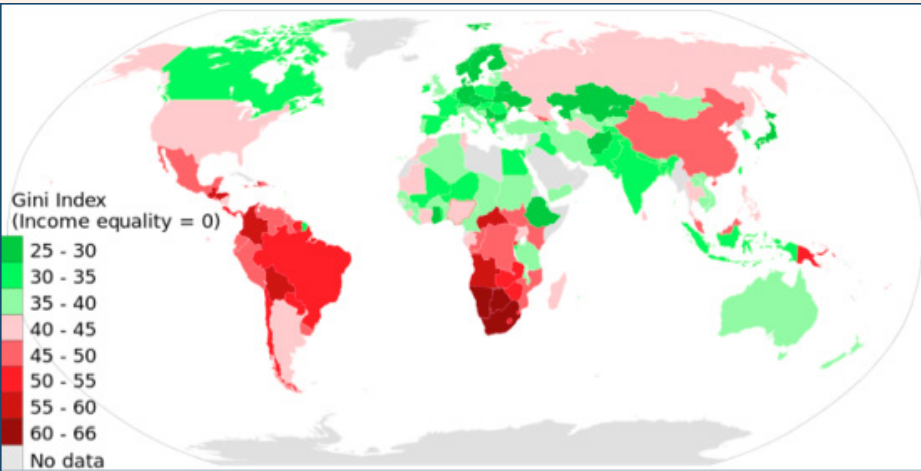 Gini Index
(Income equality = 0)
25 - 30
30 - 35
35 - 40
40 - 45
45 - 50
50 - 55
55 - 60
60 - 66
No data